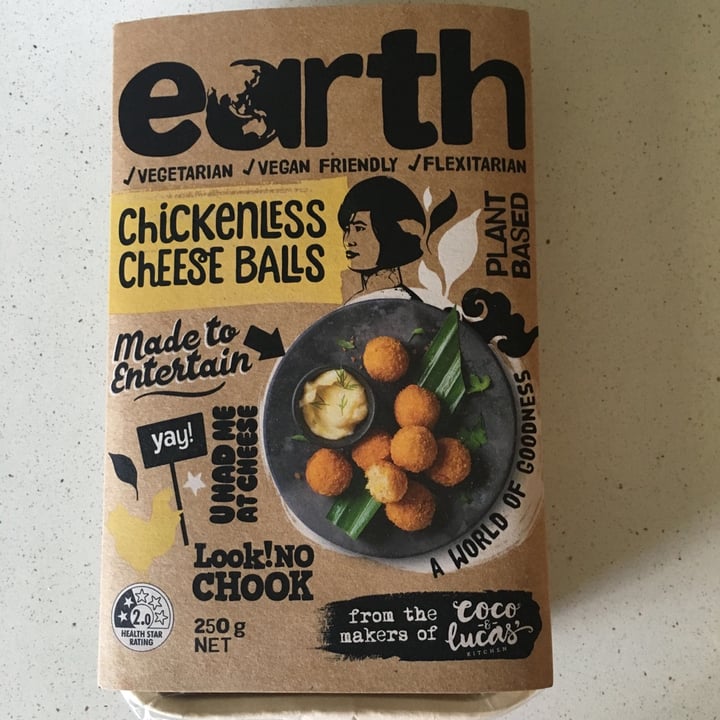 earth
✓VEGETARIAN ✓VEGAN FRIENDLY ✓FLEXITARIAN
CHICKENLESS
CHEESE BALLS
PLANT
BASED
Made to
Entertain
yay!
U HAD ME
AT CHEESE
A WORLD OF GOODNESS
Look! NO
CHOOK
2.0
HEALTH STAR
RATING
250g
NET
from the
makers of
coco
&
lucas'
KITCHEN